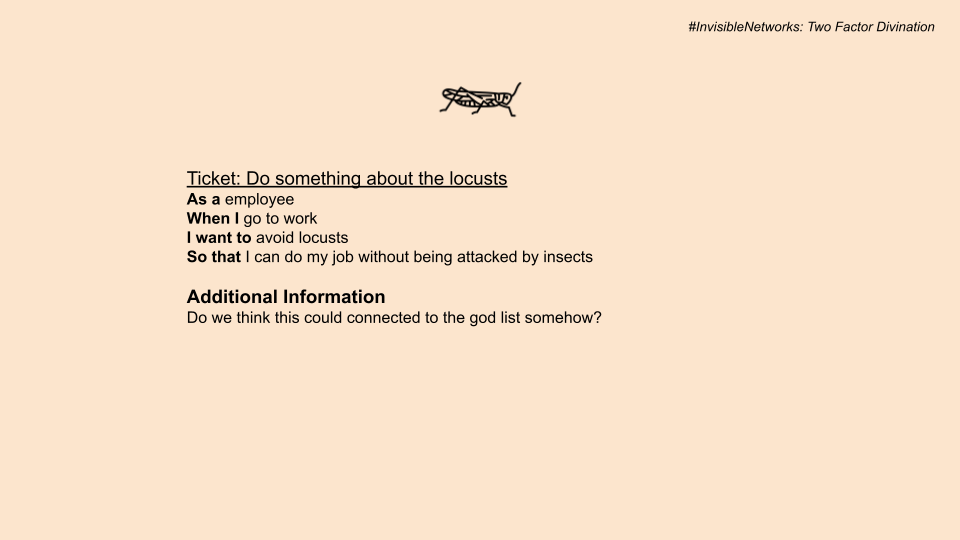 #InvisibleNetworks: Two Factor Divination
Ticket: Do something about the locusts
As a employee
When I go to work
I want to avoid locusts
So that I can do my job without being attacked by insects
Additional Information
Do we think this could connected to the god list somehow?